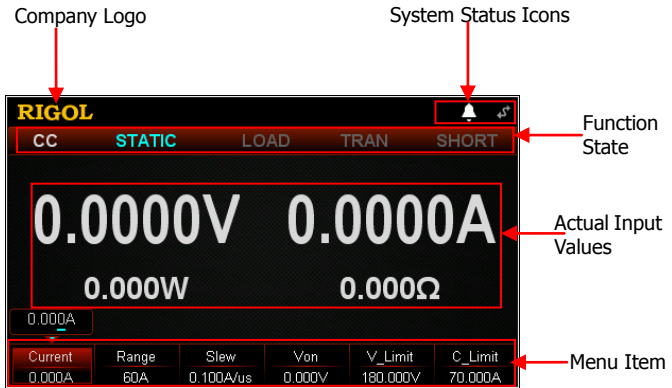 Company Logo
System Status Icons
RIGOL
CC STATIC LOAD TRAN SHORT
Function
State
0.0000V 0.0000A
Actual Input
Values
0.000W 0.000Ω
0.000A
Current Range Slew Von V_Limit C_Limit
0.000A 60A 0.100A/us 0.000V 180.000V 70.000A
Menu Item